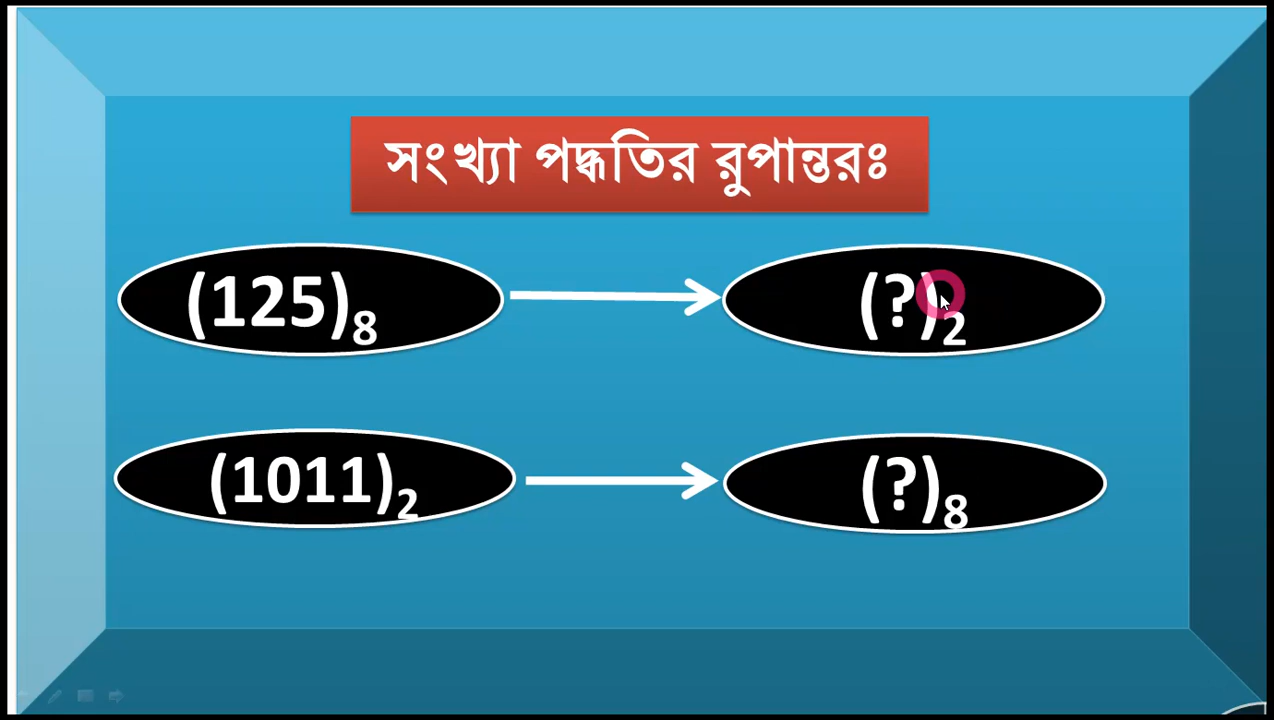 সংখ্যা পদ্ধতির রুপান্তরঃ
(125)₈ → (?)₂
(1011)₂ → (?)₈